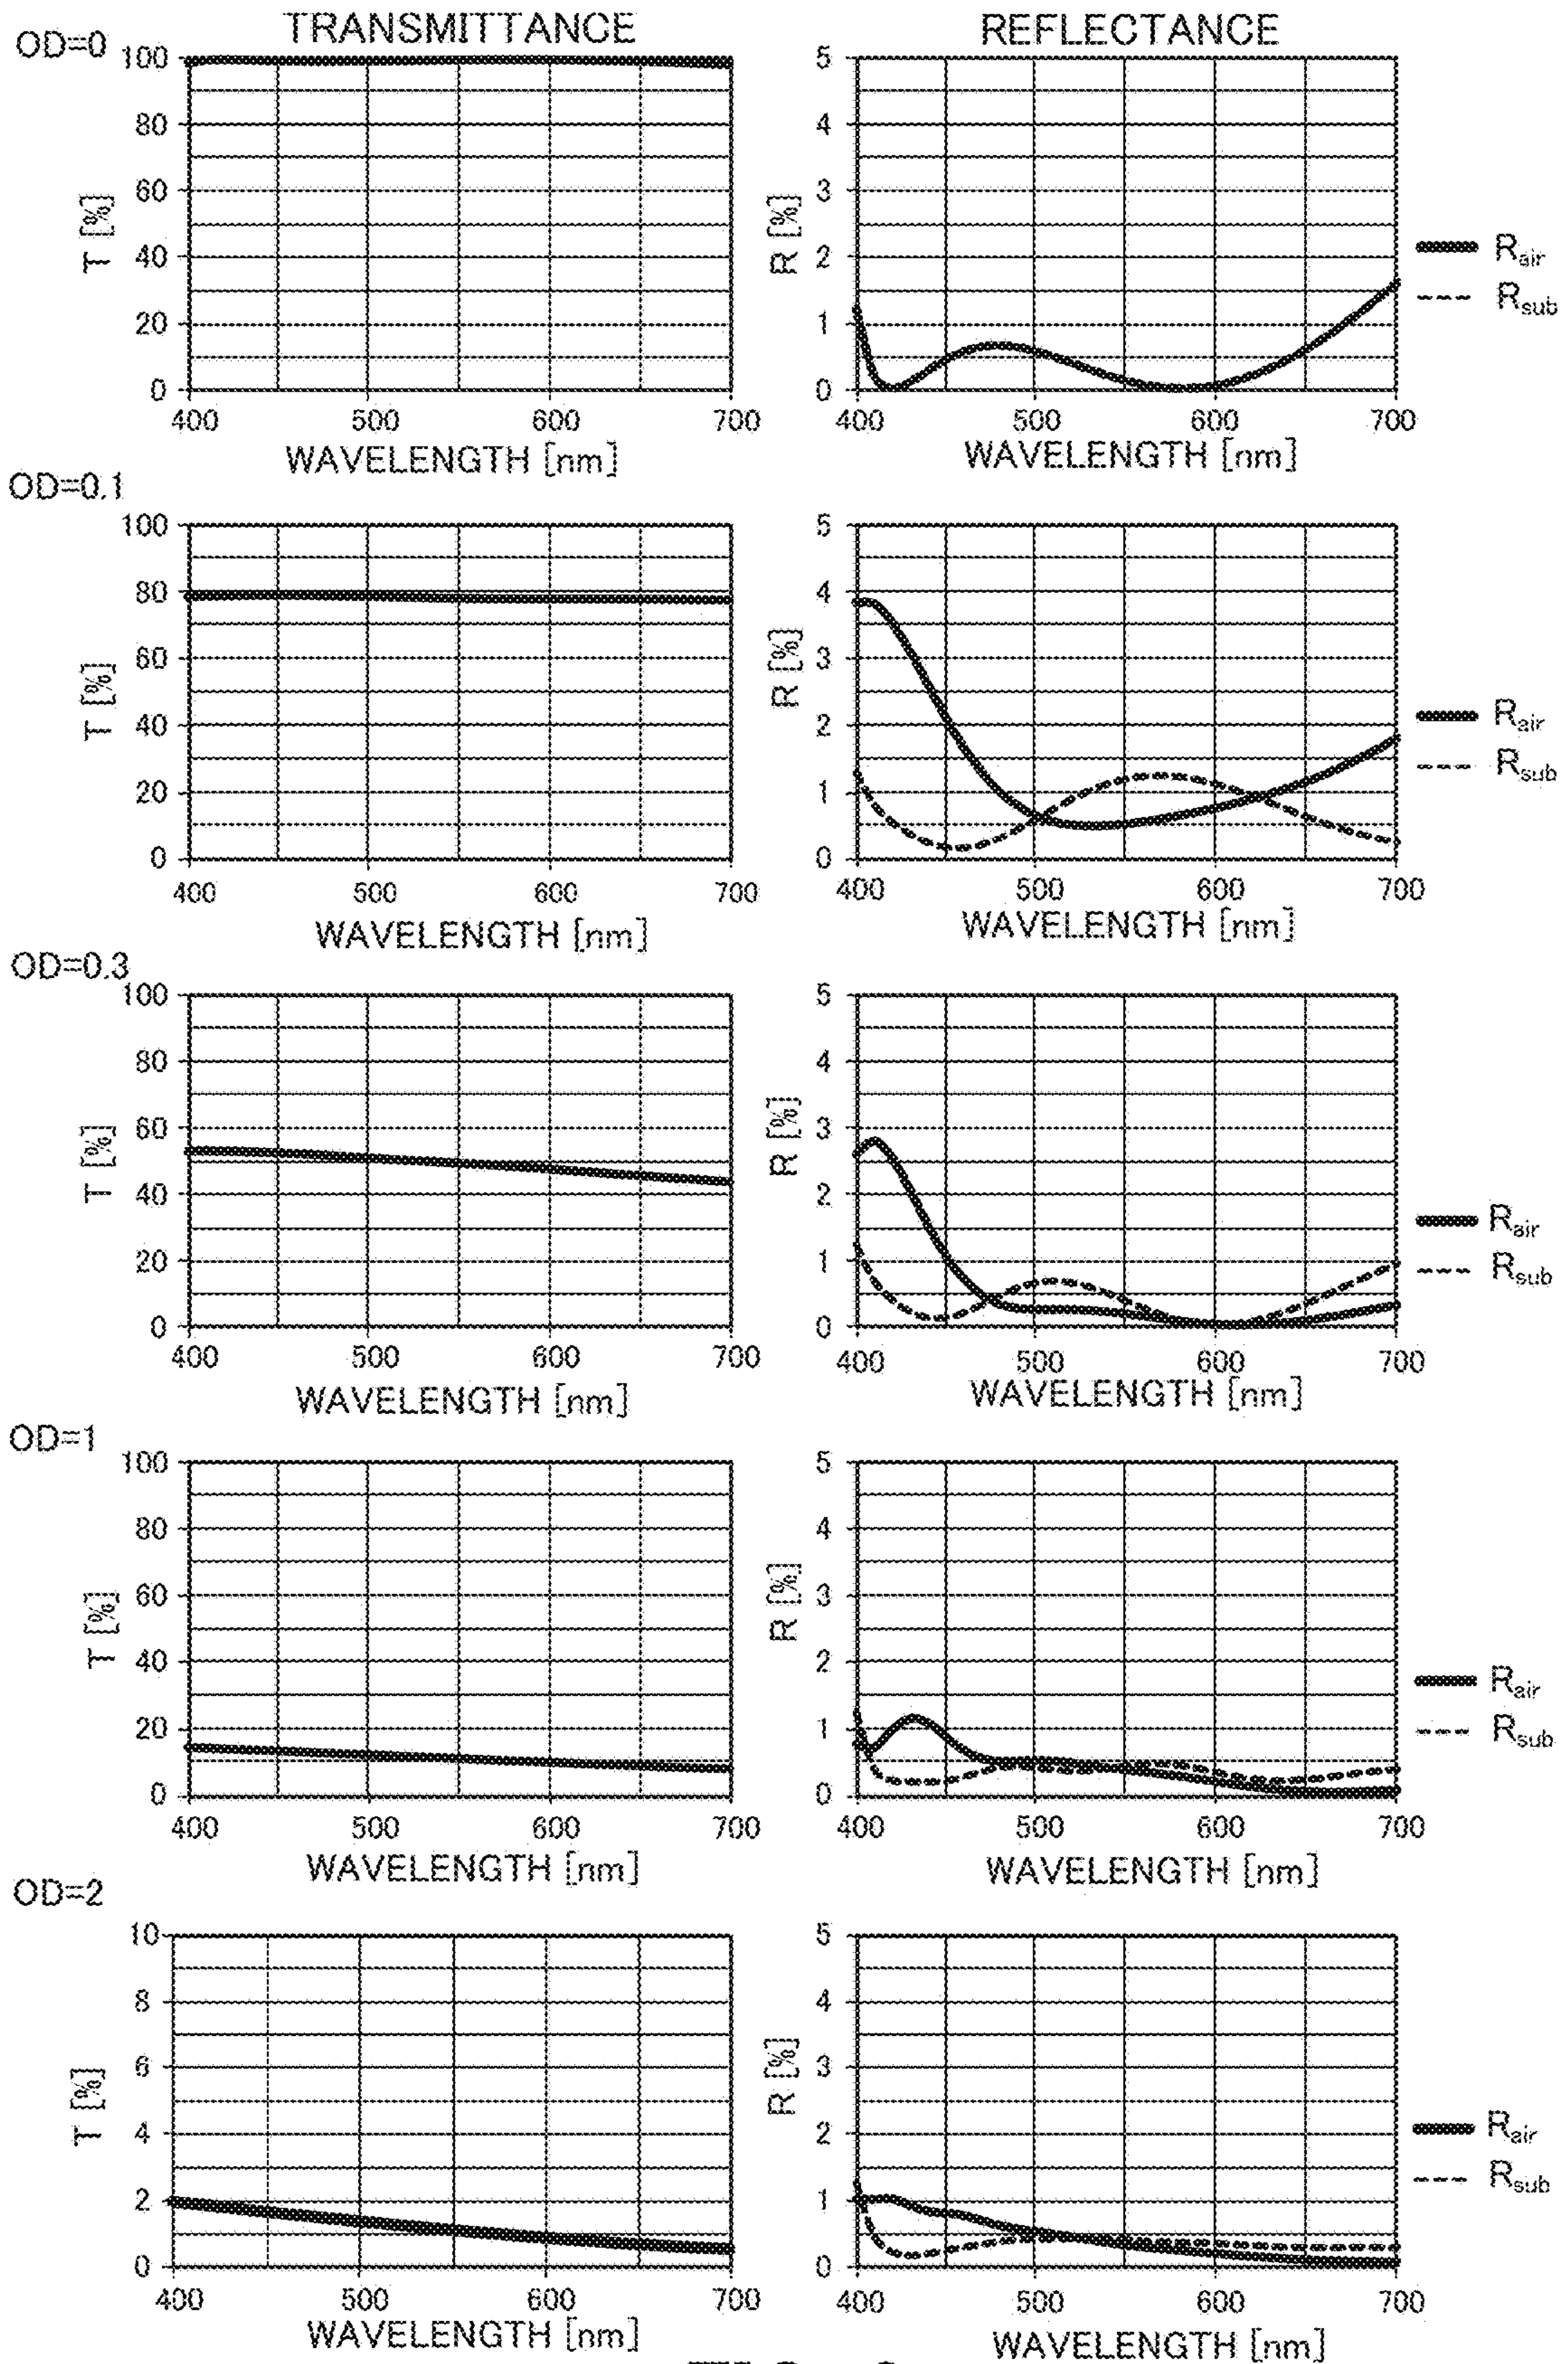 TRANSMITTANCE
REFLECTANCE
OD=0
100
80
60
40
20
0
T [%]
400
500
600
700
WAVELENGTH [nm]
5
4
3
2
1
0
R [%]
400
500
600
700
WAVELENGTH [nm]
Rair
Rsub
OD=0.1
100
80
60
40
20
0
T [%]
400
500
600
700
WAVELENGTH [nm]
5
4
3
2
1
0
R [%]
400
500
600
700
WAVELENGTH [nm]
Rair
Rsub
OD=0.3
100
80
60
40
20
0
T [%]
400
500
600
700
WAVELENGTH [nm]
5
4
3
2
1
0
R [%]
400
500
600
700
WAVELENGTH [nm]
Rair
Rsub
OD=1
100
80
60
40
20
0
T [%]
400
500
600
700
WAVELENGTH [nm]
5
4
3
2
1
0
R [%]
400
500
600
700
WAVELENGTH [nm]
Rair
Rsub
OD=2
10
8
6
4
2
0
T [%]
400
500
600
700
WAVELENGTH [nm]
5
4
3
2
1
0
R [%]
400
500
600
700
WAVELENGTH [nm]
Rair
Rsub